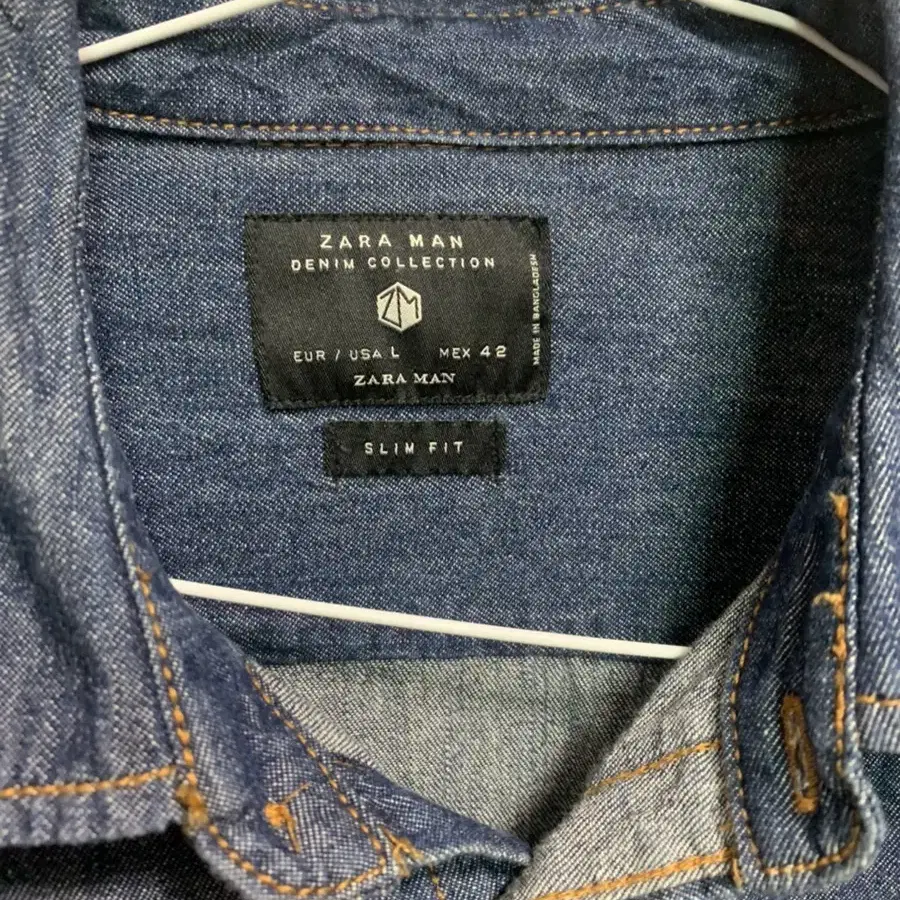 ZARA MAN
DENIM COLLECTION
ZM
EUR / USA L MEX 42
ZARA MAN
MADE IN BANGLADESH
SLIM FIT